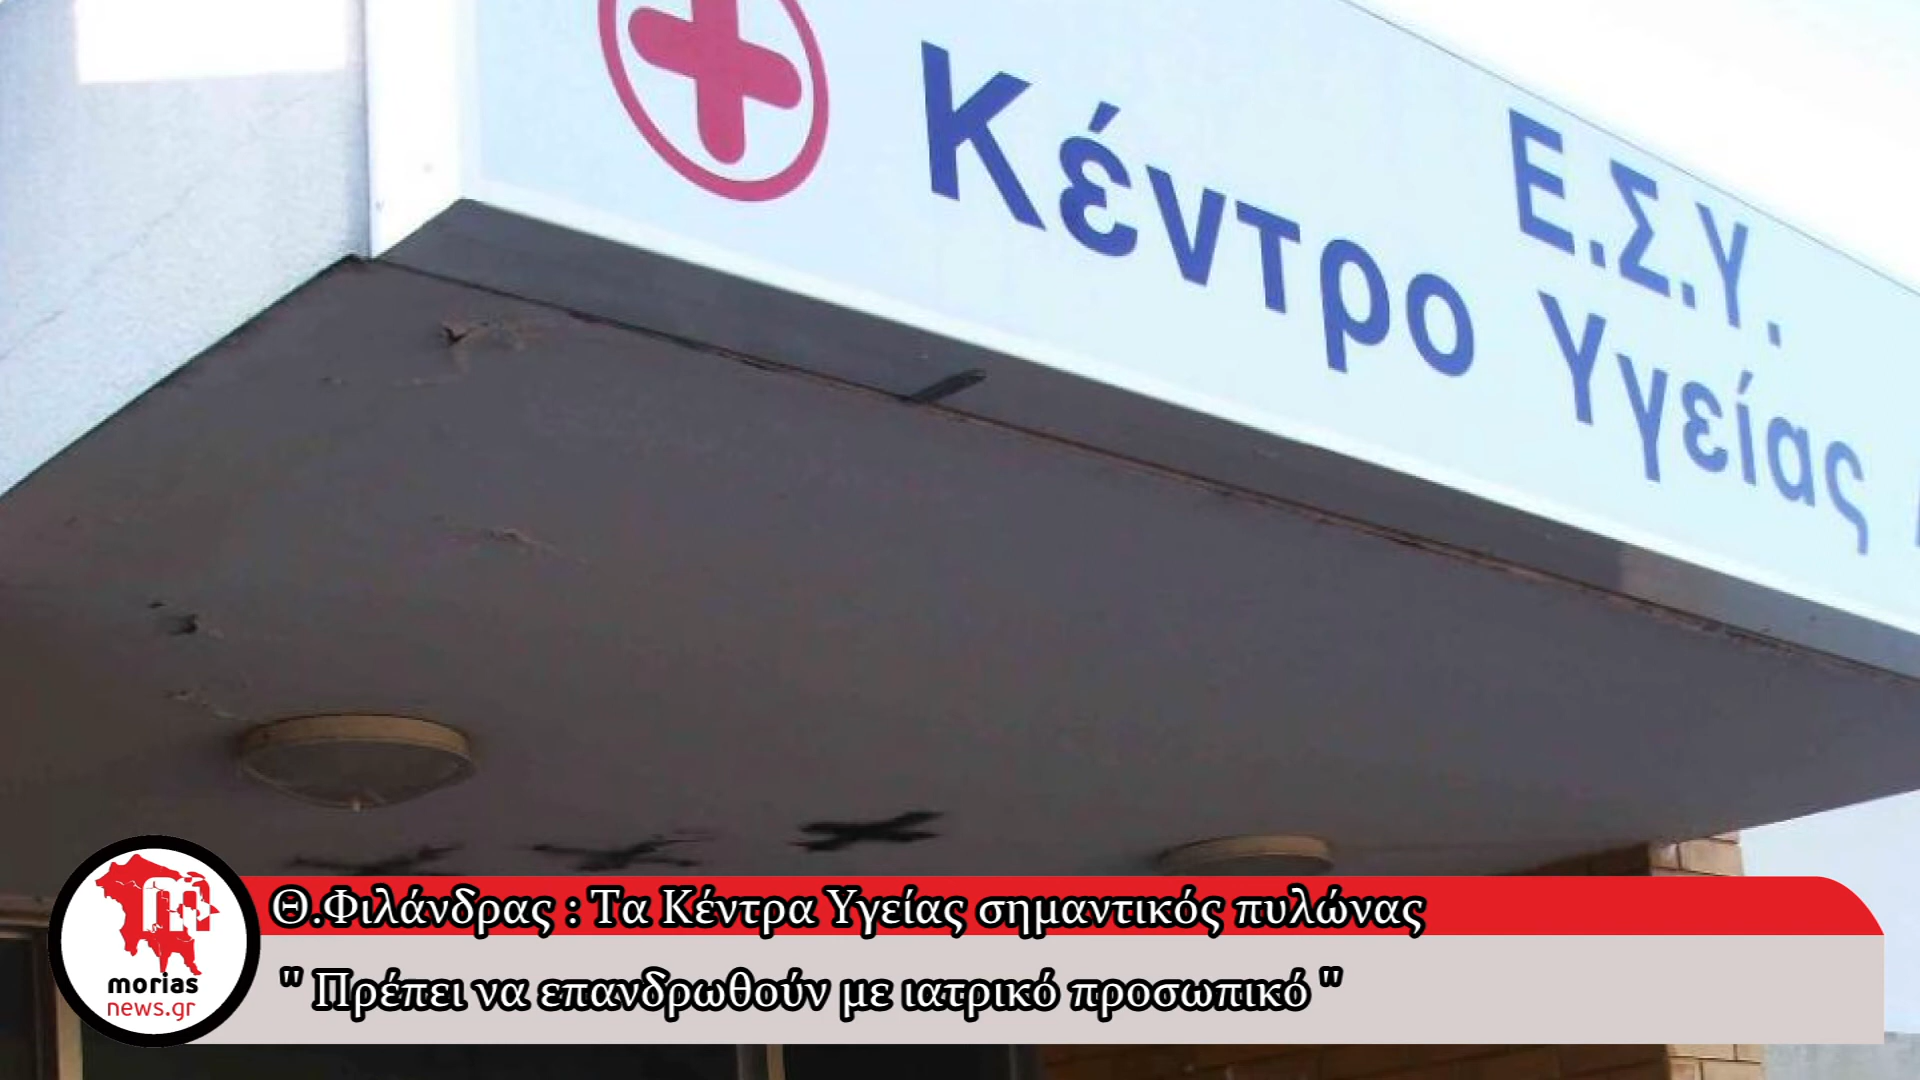 Ε.Σ.Υ.
Κέντρο Υγείας
Θ.Φιλάνδρας : Τα Κέντρα Υγείας σημαντικός πυλώνας
" Πρέπει να επανδρωθούν με ιατρικό προσωπικό "
morias
news.gr